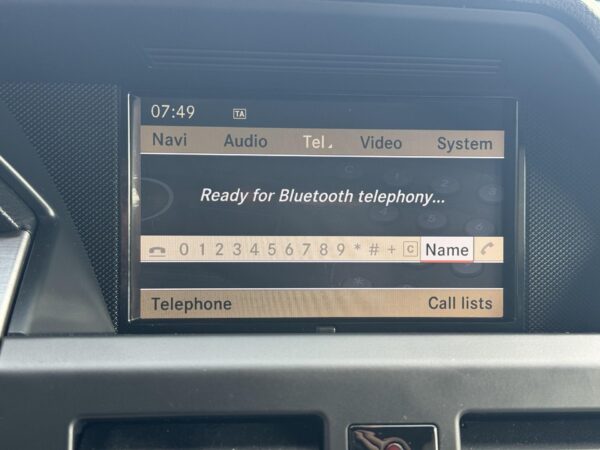 07:49 TA
Navi Audio Tel Video System
Ready for Bluetooth telephony...
0 1 2 3 4 5 6 7 8 9 * # + C Name
Telephone Call lists